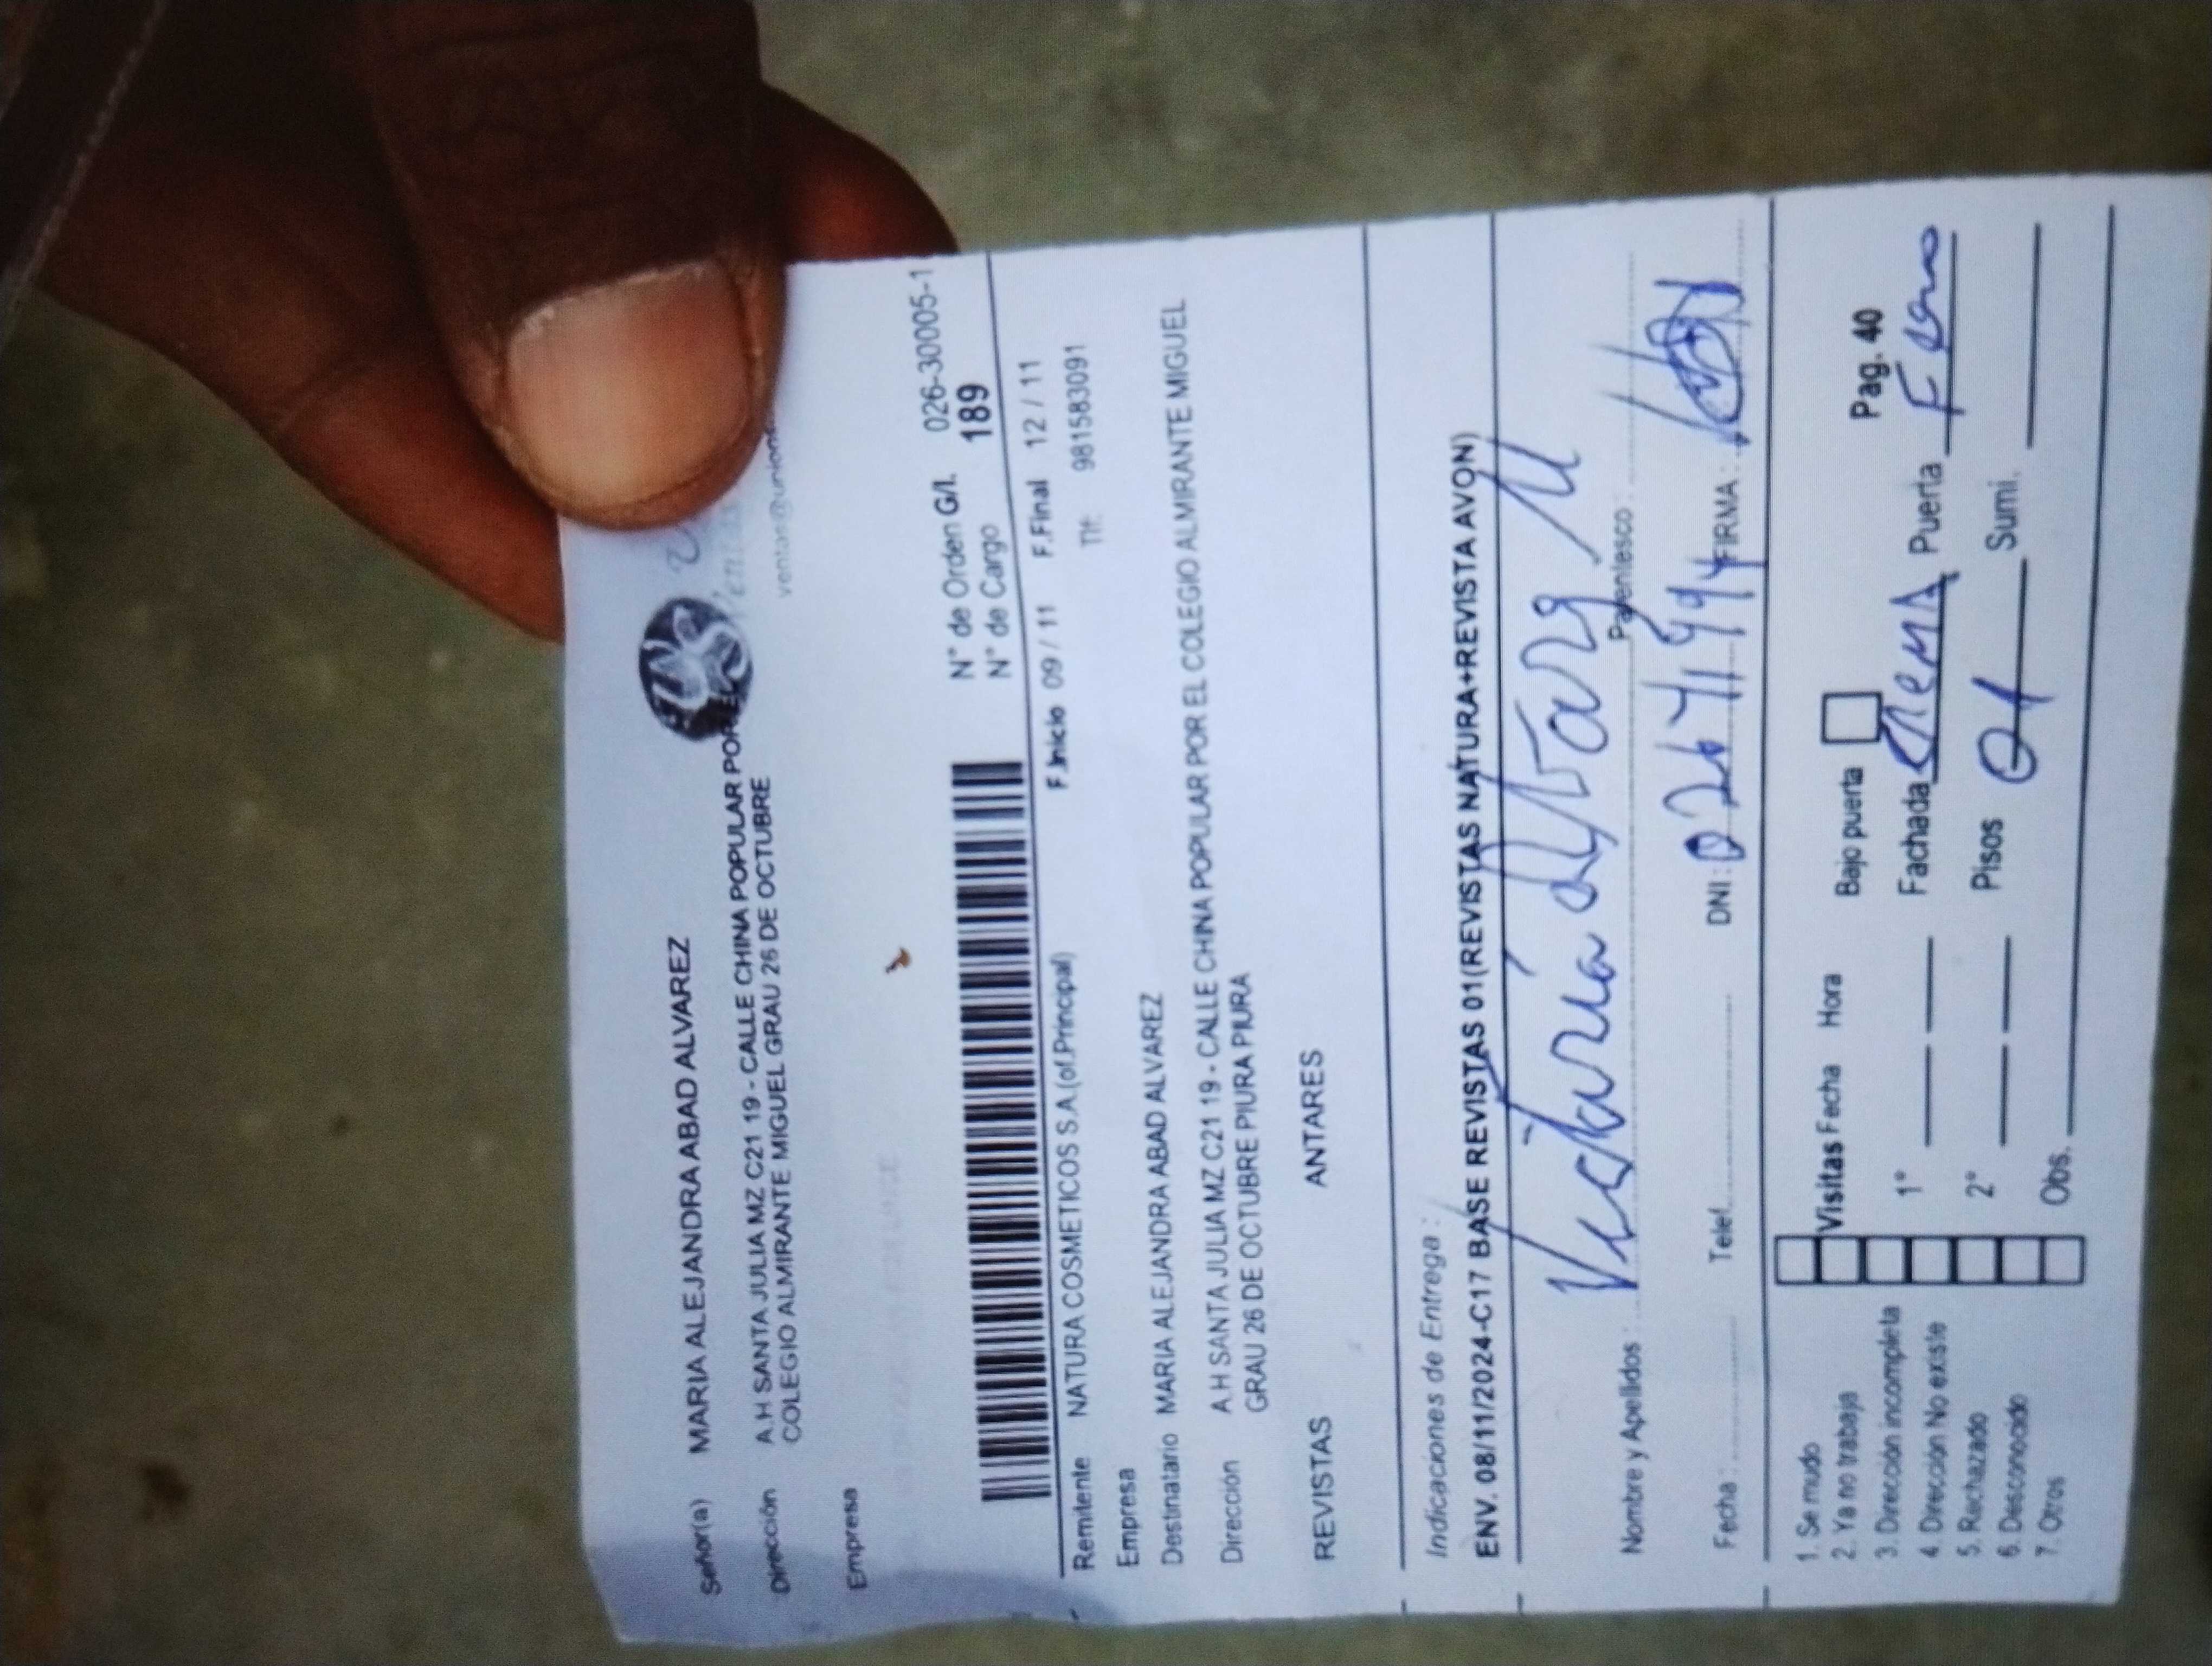 Señor(a) MARIA ALEJANDRA ABAD ALVAREZ
Dirección A.H SANTA JULIA MZ C21 19 - CALLE CHINA POPULAR POR EL
COLEGIO ALMIRANTE MIGUEL GRAU 26 DE OCTUBRE
Empresa
N° de Orden G/I. 026-30005-1
N° de Cargo 189
F.Inicio 09 / 11 F.Final 12 / 11
Remitente NATURA COSMETICOS S.A.(of.Principal) Tlf: 981583091
Empresa
Destinatario MARIA ALEJANDRA ABAD ALVAREZ
Dirección A.H SANTA JULIA MZ C21 19 - CALLE CHINA POPULAR POR EL COLEGIO ALMIRANTE MIGUEL
GRAU 26 DE OCTUBRE PIURA PIURA
REVISTAS ANTARES
Indicaciones de Entrega :
ENV. 08/11/2024-C17 BASE REVISTAS 01(REVISTAS NATURA+REVISTA AVON)
Nombre y Apellidos : Parentesco :
Fecha : Telef. DNI : FIRMA :
1. Se mudo
2. Ya no trabaja Visitas Fecha Hora Bajo puerta Pag. 40
3. Dirección incompleta 1° Fachada Puerta
4. Dirección No existe
5. Rechazado 2° Pisos 01 Sumi.
6. Desconocido
7. Otros Obs.